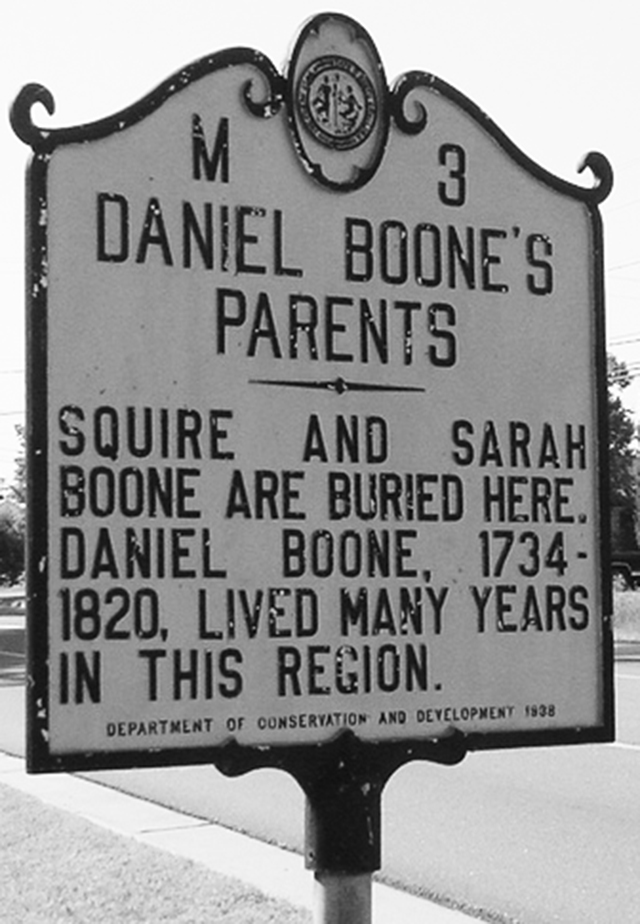 M 3
DANIEL BOONE'S
PARENTS
SQUIRE AND SARAH
BOONE ARE BURIED HERE.
DANIEL BOONE, 1734-
1820, LIVED MANY YEARS
IN THIS REGION.
DEPARTMENT OF CONSERVATION AND DEVELOPMENT 1938